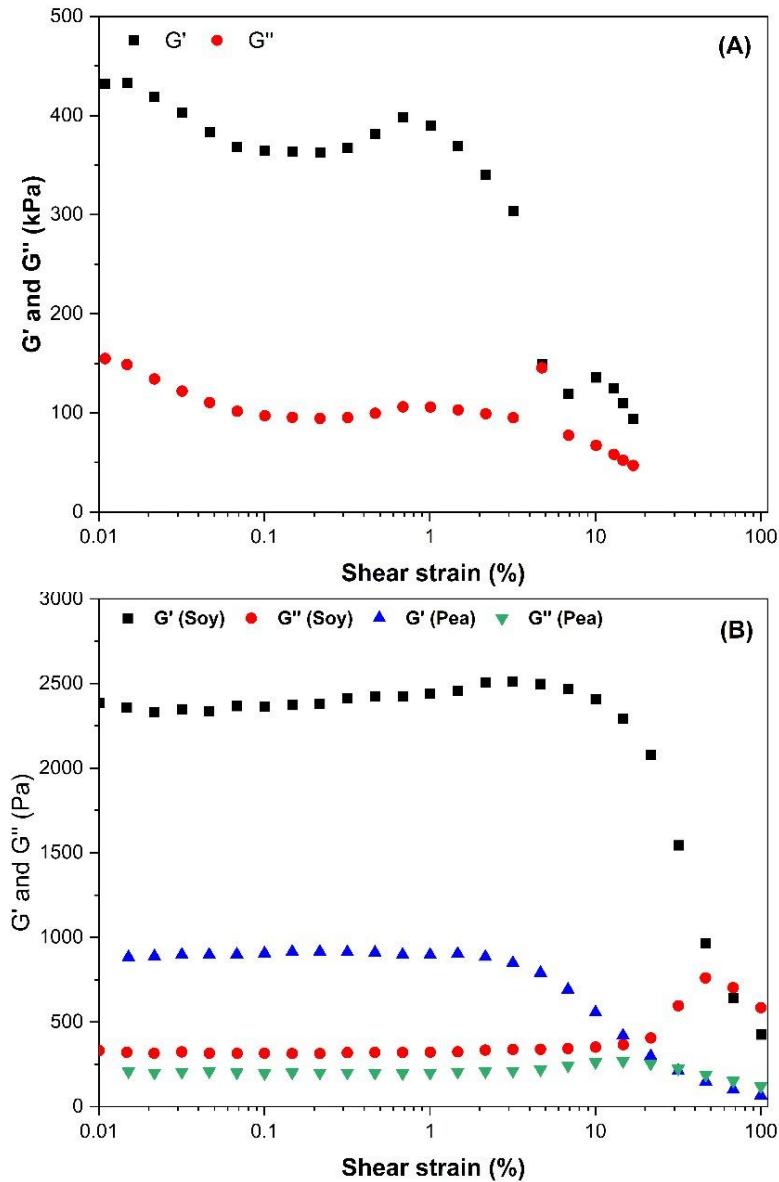 500
G' G"
(A)
400
300
200
100
0
G' and G" (kPa)
0.01 0.1 1 10 100
Shear strain (%)
3000
G' (Soy) G" (Soy) G' (Pea) G" (Pea)
(B)
2500
2000
1500
1000
500
0
G' and G" (Pa)
0.01 0.1 1 10 100
Shear strain (%)